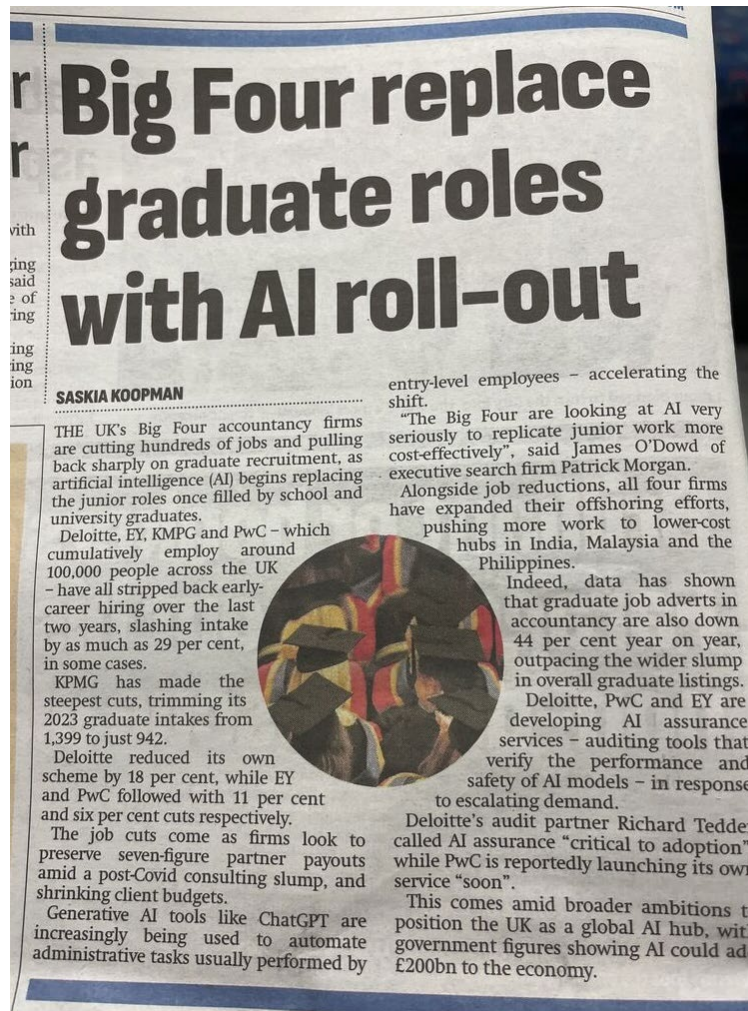 Big Four replace
graduate roles
with AI roll-out
SASKIA KOOPMAN
THE UK's Big Four accountancy firms
are cutting hundreds of jobs and pulling
back sharply on graduate recruitment, as
artificial intelligence (AI) begins replacing
the junior roles once filled by school and
university graduates.
Deloitte, EY, KMPG and PwC – which
cumulatively employ around
100,000 people across the UK
– have all stripped back early-
career hiring over the last
two years, slashing intake
by as much as 29 per cent,
in some cases.
KPMG has made the
steepest cuts, trimming its
2023 graduate intakes from
1,399 to just 942.
Deloitte reduced its own
scheme by 18 per cent, while EY
and PwC followed with 11 per cent
and six per cent cuts respectively.
The job cuts come as firms look to
preserve seven-figure partner payouts
amid a post-Covid consulting slump, and
shrinking client budgets.
Generative AI tools like ChatGPT are
increasingly being used to automate
administrative tasks usually performed by
entry-level employees – accelerating the
shift.
"The Big Four are looking at AI very
seriously to replicate junior work more
cost-effectively", said James O'Dowd of
executive search firm Patrick Morgan.
Alongside job reductions, all four firms
have expanded their offshoring efforts,
pushing more work to lower-cost
hubs in India, Malaysia and the
Philippines.
Indeed, data has shown
that graduate job adverts in
accountancy are also down
44 per cent year on year,
outpacing the wider slump
in overall graduate listings.
Deloitte, PwC and EY are
developing AI assurance
services – auditing tools that
verify the performance and
safety of AI models – in response
to escalating demand.
Deloitte's audit partner Richard Tedde
called AI assurance "critical to adoption"
while PwC is reportedly launching its own
service "soon".
This comes amid broader ambitions t
position the UK as a global AI hub, wit
government figures showing AI could ad
£200bn to the economy.